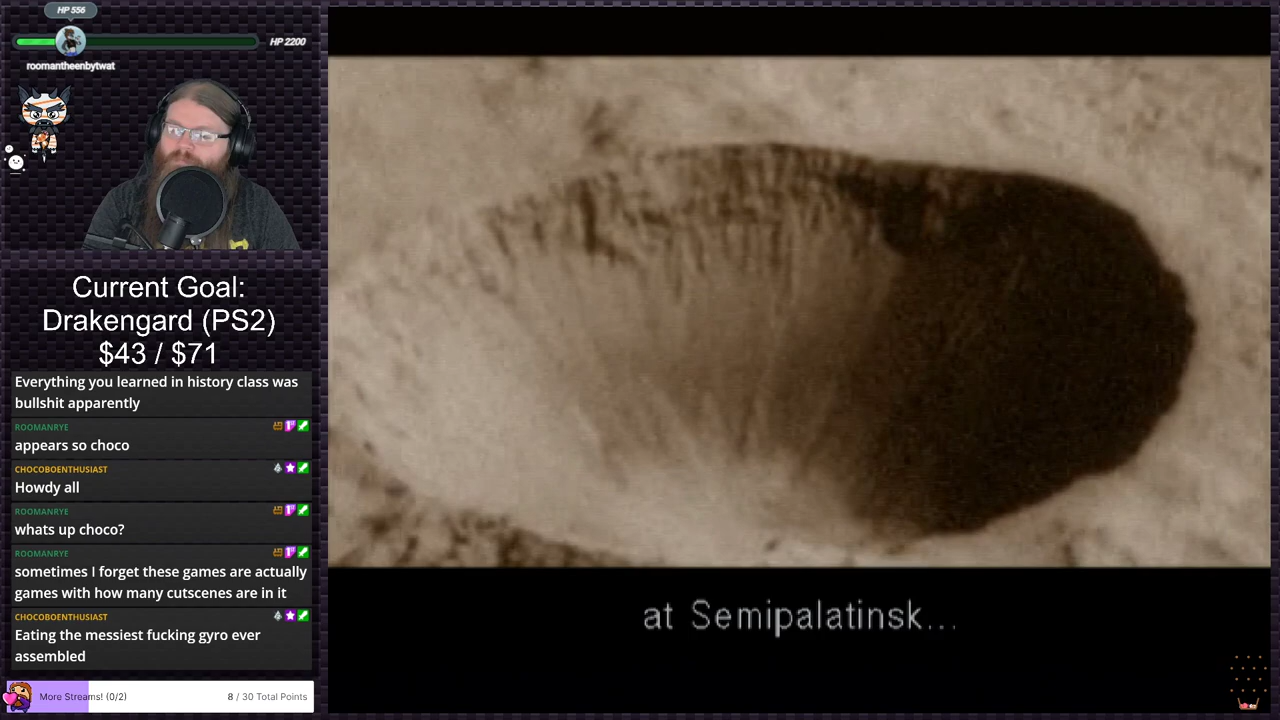 HP 556
HP 2200
roomantheenbytwat
Current Goal:
Drakengard (PS2)
$43 / $71
Everything you learned in history class was
bullshit apparently
ROOMANRYE
appears so choco
CHOCOBOENTHUSIAST
Howdy all
ROOMANRYE
whats up choco?
ROOMANRYE
sometimes I forget these games are actually
games with how many cutscenes are in it
CHOCOBOENTHUSIAST
Eating the messiest fucking gyro ever
assembled
More Streams! (0/2)
8 / 30 Total Points
at Semipalatinsk...